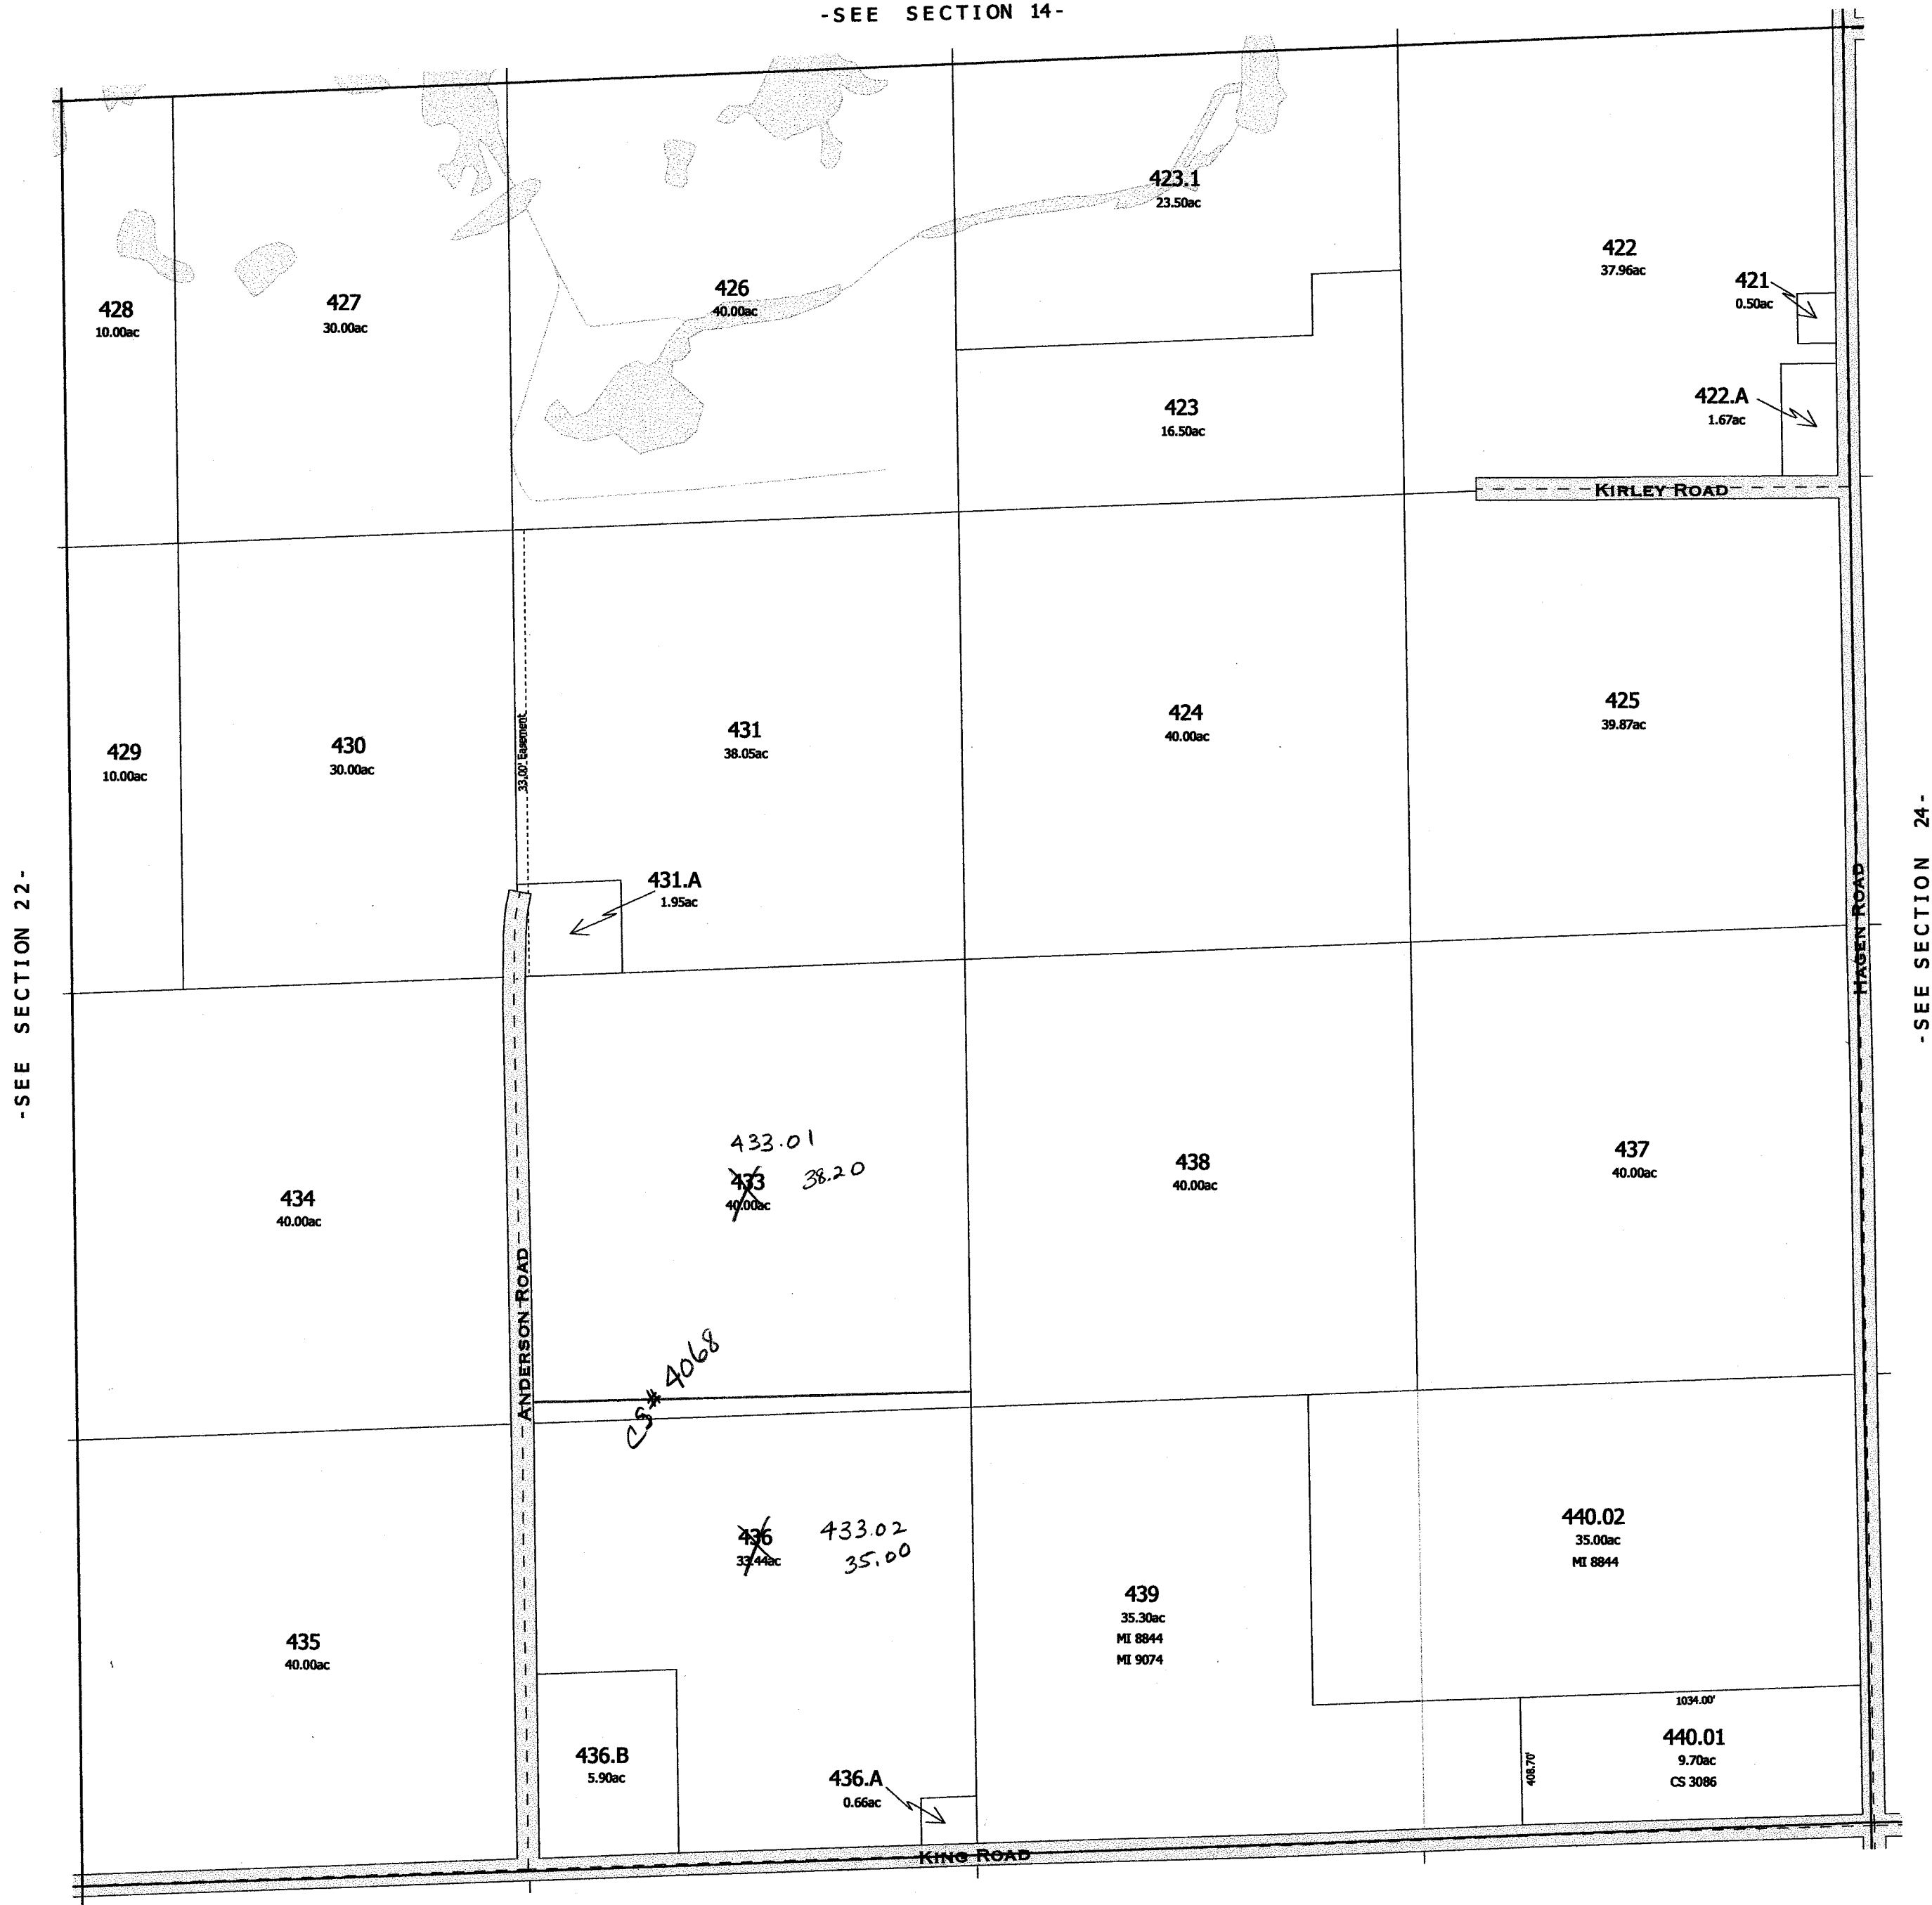 -SEE SECTION 14-
423.1
23.50ac
422
37.96ac
421
0.50ac
426
40.00ac
427
30.00ac
428
10.00ac
422.A
1.67ac
423
16.50ac
KIRLEY ROAD
425
39.87ac
424
40.00ac
431
38.05ac
33.00' Easement
430
30.00ac
429
10.00ac
-SEE SECTION 24-
HAGEN ROAD
-SEE SECTION 22-
431.A
1.95ac
433.01
433
38.20
40.00ac
438
40.00ac
437
40.00ac
434
40.00ac
ANDERSON ROAD
CS# 4068
436
33.44ac
433.02
35.00
440.02
35.00ac
MI 8844
439
35.30ac
MI 8844
MI 9074
435
40.00ac
1034.00'
440.01
9.70ac
CS 3086
408.70'
436.B
5.90ac
436.A
0.66ac
KING ROAD